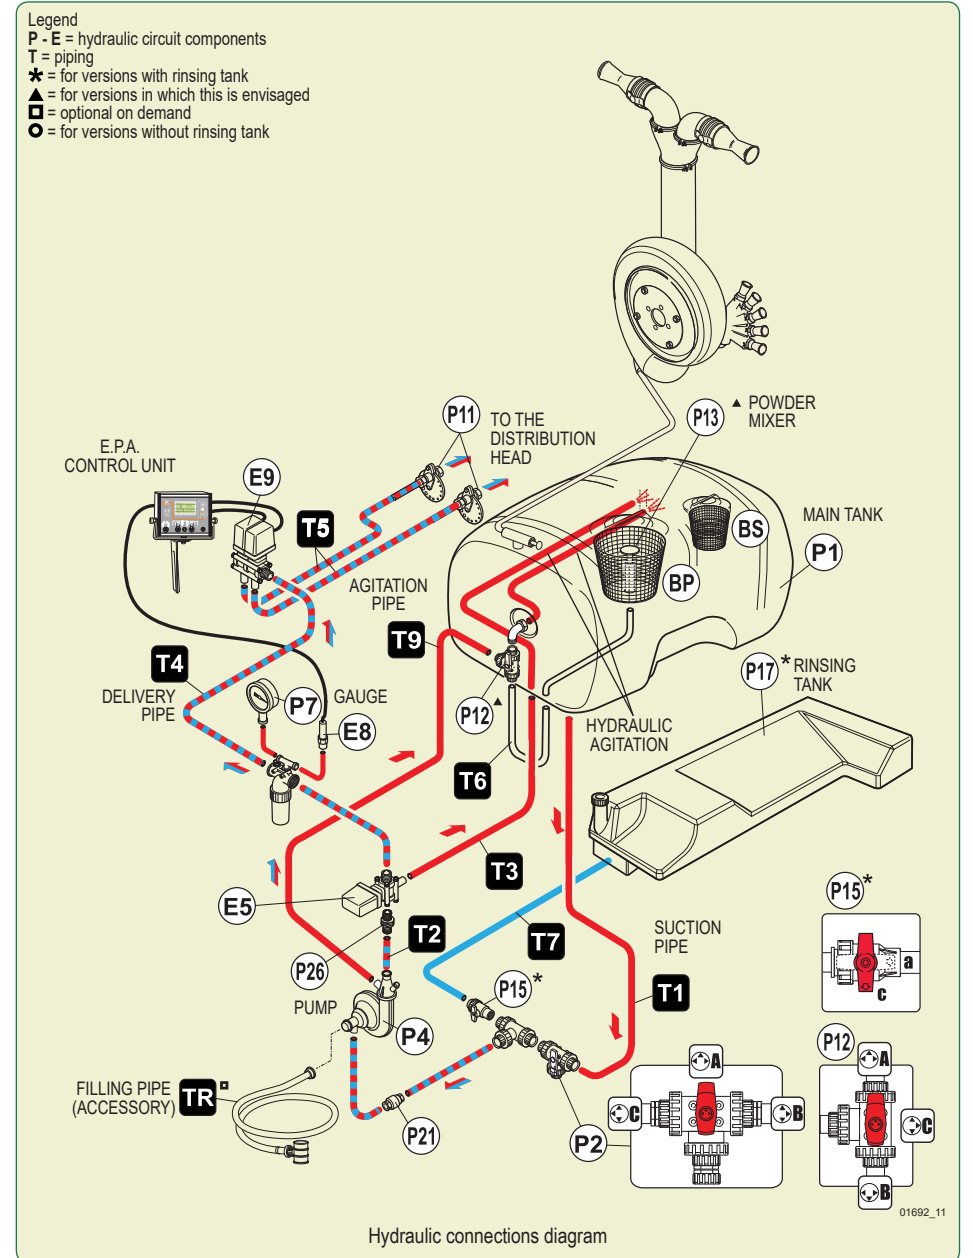 Legend
P - E = hydraulic circuit components
T = piping
* = for versions with rinsing tank
▲ = for versions in which this is envisaged
◘ = optional on demand
O = for versions without rinsing tank
P11
TO THE
DISTRIBUTION
HEAD
P13
▲ POWDER
MIXER
E.P.A.
CONTROL UNIT
E9
T5
BS
MAIN TANK
P1
BP
AGITATION
PIPE
T9
T4
DELIVERY
PIPE
P7
GAUGE
E8
P12 ▲
T6
HYDRAULIC
AGITATION
P17 * RINSING
TANK
T3
E5
T2
T7
SUCTION
PIPE
P15 *
a
c
P26
P15 *
T1
PUMP
P4
P12
A
C
B
FILLING PIPE
(ACCESSORY)
TR
P21
P2
A
C
B
01692_11
Hydraulic connections diagram